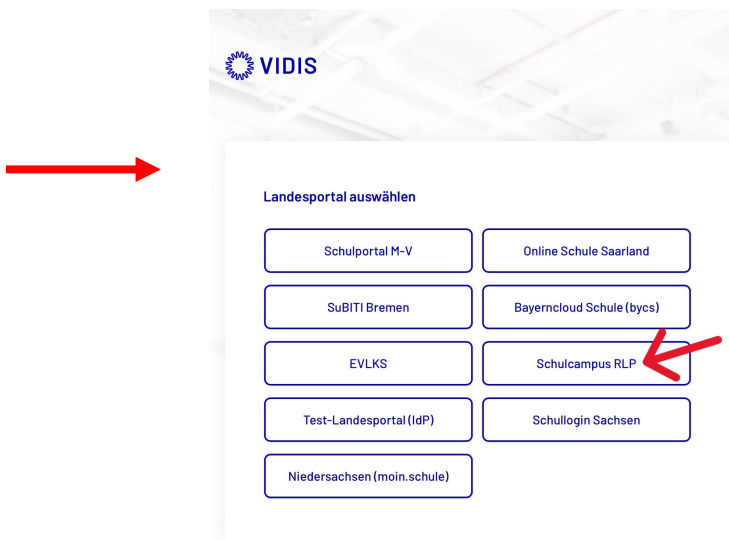 VIDIS
Landesportal auswählen
Schulportal M-V
Online Schule Saarland
SuBITI Bremen
Bayerncloud Schule (bycs)
EVLKS
Schulcampus RLP
Test-Landesportal (IdP)
Schullogin Sachsen
Niedersachsen (moin.schule)